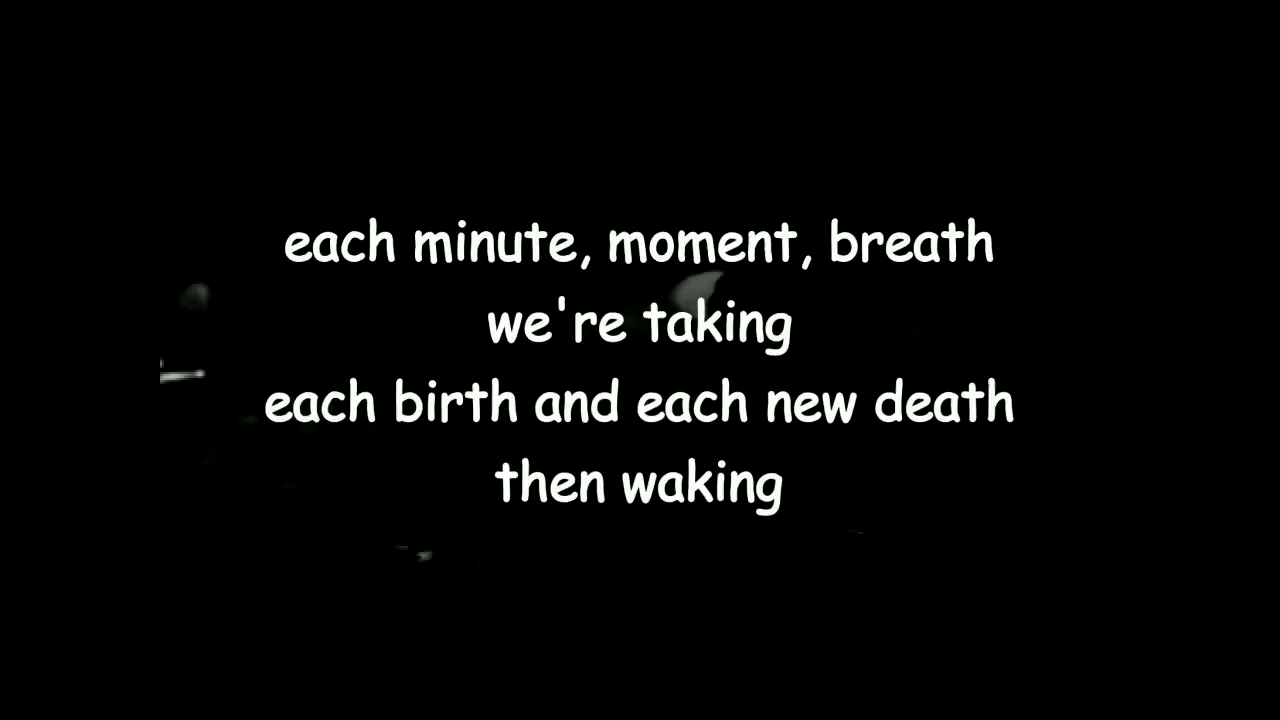 each minute, moment, breath
we're taking
each birth and each new death
then waking